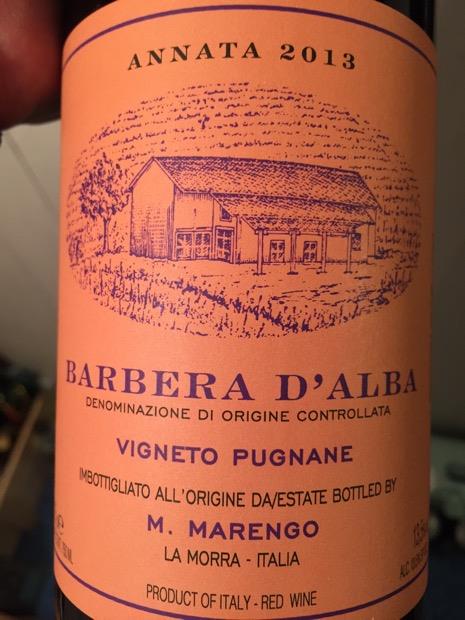 ANNATA 2013
BARBERA D'ALBA
DENOMINAZIONE DI ORIGINE CONTROLLATA
VIGNETO PUGNANE
IMBOTTIGLIATO ALL'ORIGINE DA/ESTATE BOTTLED BY
M. MARENGO
LA MORRA - ITALIA
PRODUCT OF ITALY - RED WINE